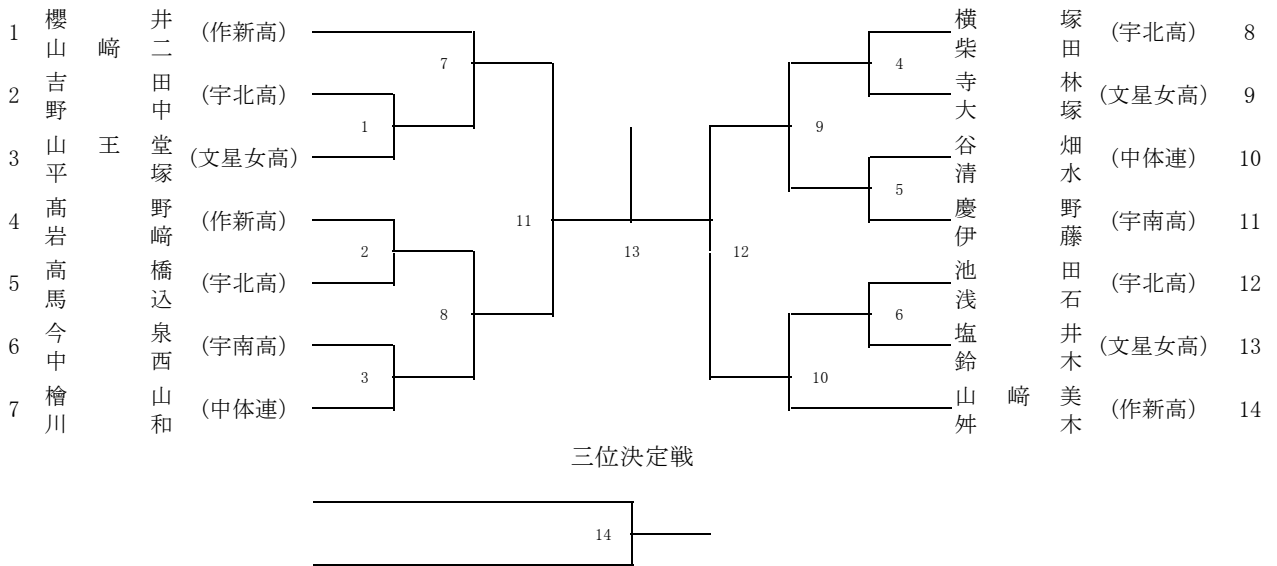 1 櫻井 山﨑二 (作新高)
2 吉田 野中 (宇北高)
3 山王堂 平塚 (文星女高)
4 髙野 岩﨑 (作新高)
5 高橋 馬込 (宇北高)
6 今泉 中西 (宇南高)
7 檜山 川和 (中体連)
7
1
2
8
3
11
13
12
4
9
5
6
10
横塚 柴田 (宇北高) 8
寺林 大塚 (文星女高) 9
谷畑 清水 (中体連) 10
慶野 伊藤 (宇南高) 11
池田 浅石 (宇北高) 12
塩井 鈴木 (文星女高) 13
山﨑美 舛木 (作新高) 14
三位決定戦
14